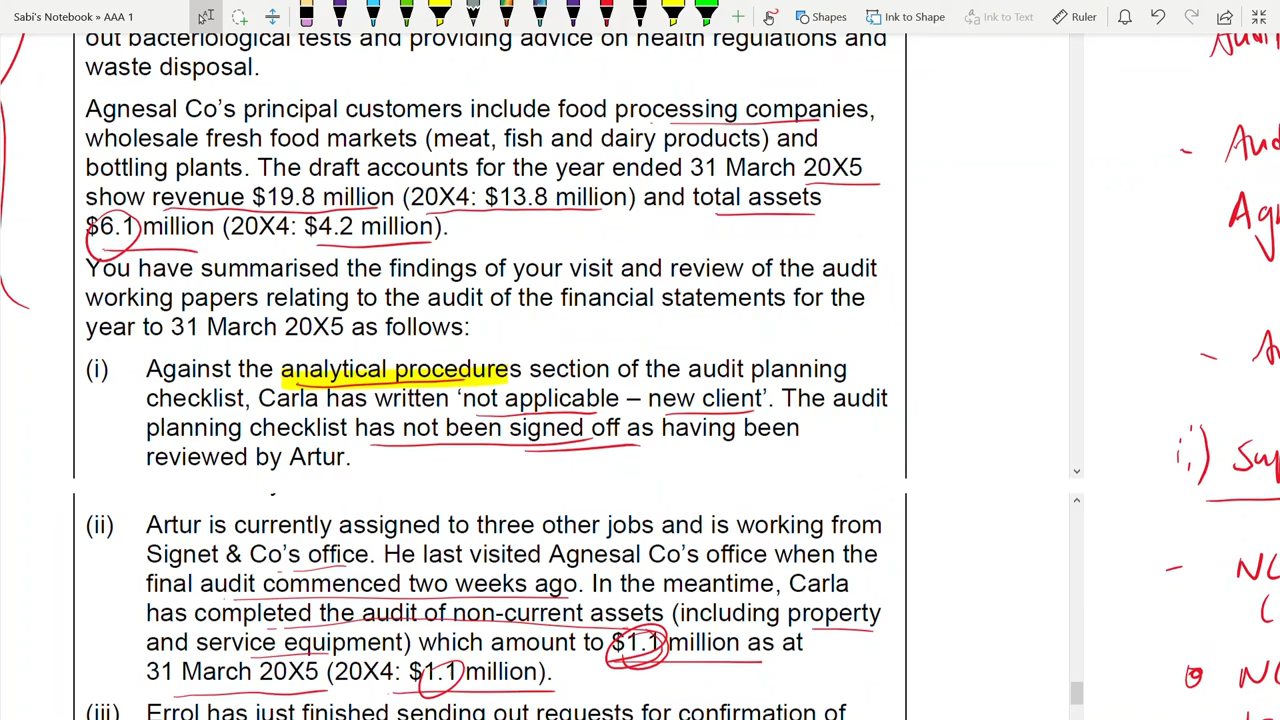 Sabi's Notebook » AAA 1
Shapes
Ink to Shape
Ink to Text
Ruler
out bacteriological tests and providing advice on health regulations and
waste disposal.
Agnesal Co's principal customers include food processing companies,
wholesale fresh food markets (meat, fish and dairy products) and
bottling plants. The draft accounts for the year ended 31 March 20X5
show revenue $19.8 million (20X4: $13.8 million) and total assets
$6.1 million (20X4: $4.2 million).
You have summarised the findings of your visit and review of the audit
working papers relating to the audit of the financial statements for the
year to 31 March 20X5 as follows:
(i) Against the analytical procedures section of the audit planning
checklist, Carla has written 'not applicable – new client'. The audit
planning checklist has not been signed off as having been
reviewed by Artur.
(ii) Artur is currently assigned to three other jobs and is working from
Signet & Co's office. He last visited Agnesal Co's office when the
final audit commenced two weeks ago. In the meantime, Carla
has completed the audit of non-current assets (including property
and service equipment) which amount to $1.1 million as at
31 March 20X5 (20X4: $1.1 million).
(iii) Errol has just finished sending out requests for confirmation of